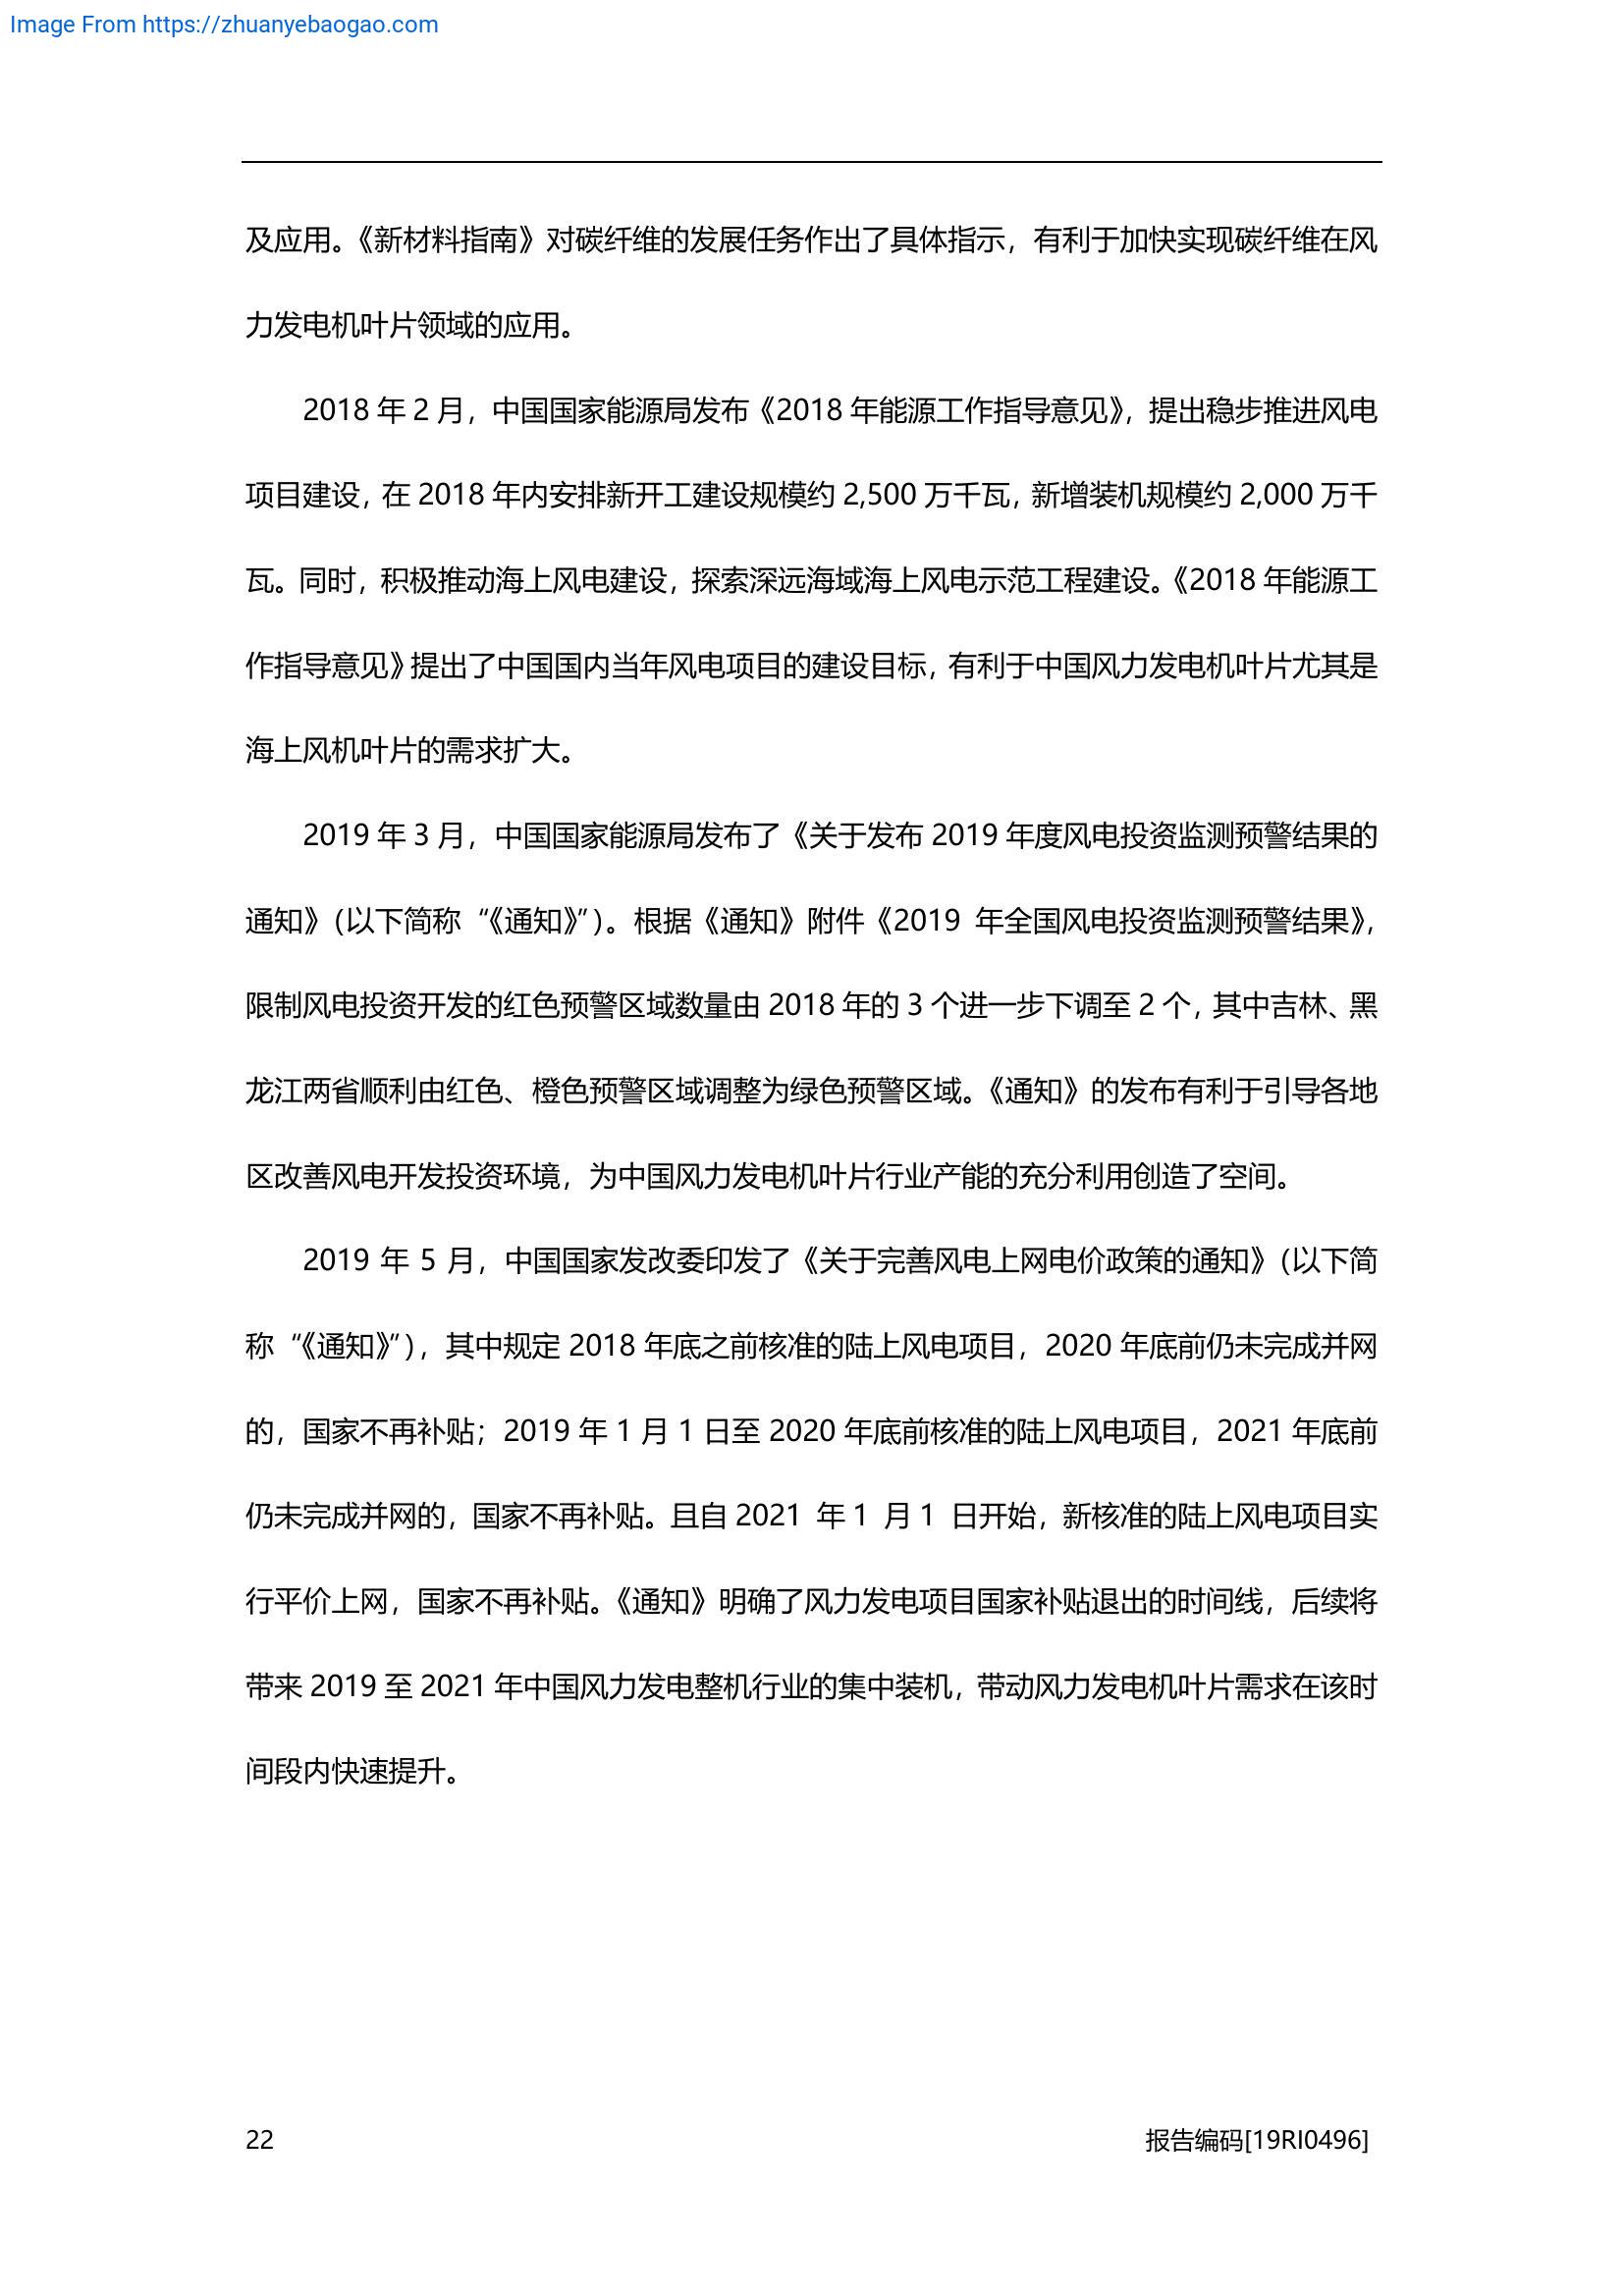 Image From https://zhuanyebaogao.com
及应用。《新材料指南》对碳纤维的发展任务作出了具体指示，有利于加快实现碳纤维在风
力发电机叶片领域的应用。
2018 年 2 月，中国国家能源局发布《2018 年能源工作指导意见》，提出稳步推进风电
项目建设，在 2018 年内安排新开工建设规模约 2,500 万千瓦，新增装机规模约 2,000 万千
瓦。同时，积极推动海上风电建设，探索深远海域海上风电示范工程建设。《2018 年能源工
作指导意见》提出了中国国内当年风电项目的建设目标，有利于中国风力发电机叶片尤其是
海上风机叶片的需求扩大。
2019 年 3 月，中国国家能源局发布了《关于发布 2019 年度风电投资监测预警结果的
通知》（以下简称“《通知》”）。根据《通知》附件《2019 年全国风电投资监测预警结果》，
限制风电投资开发的红色预警区域数量由 2018 年的 3 个进一步下调至 2 个，其中吉林、黑
龙江两省顺利由红色、橙色预警区域调整为绿色预警区域。《通知》的发布有利于引导各地
区改善风电开发投资环境，为中国风力发电机叶片行业产能的充分利用创造了空间。
2019 年 5 月，中国国家发改委印发了《关于完善风电上网电价政策的通知》（以下简
称“《通知》”），其中规定 2018 年底之前核准的陆上风电项目，2020 年底前仍未完成并网
的，国家不再补贴；2019 年 1 月 1 日至 2020 年底前核准的陆上风电项目，2021 年底前
仍未完成并网的，国家不再补贴。且自 2021 年 1 月 1 日开始，新核准的陆上风电项目实
行平价上网，国家不再补贴。《通知》明确了风力发电项目国家补贴退出的时间线，后续将
带来 2019 至 2021 年中国风力发电整机行业的集中装机，带动风力发电机叶片需求在该时
间段内快速提升。
22 报告编码[19RI0496]